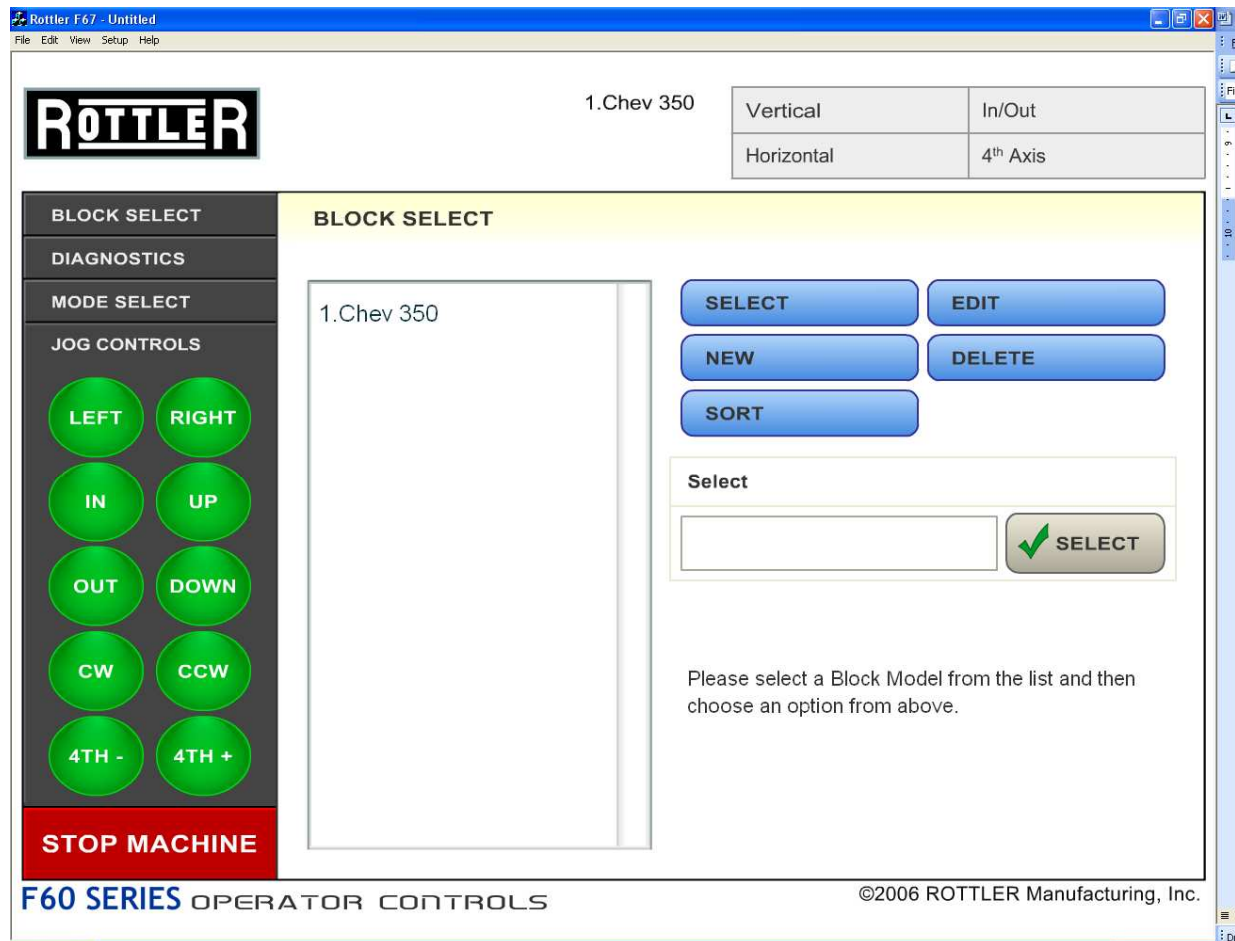 Rottler F67 - Untitled
File Edit View Setup Help
ROTTLER
1.Chev 350
Vertical In/Out
Horizontal 4th Axis
BLOCK SELECT
DIAGNOSTICS
MODE SELECT
JOG CONTROLS
LEFT RIGHT
IN UP
OUT DOWN
CW CCW
4TH - 4TH +
STOP MACHINE
BLOCK SELECT
1.Chev 350
SELECT EDIT
NEW DELETE
SORT
Select
SELECT
Please select a Block Model from the list and then
choose an option from above.
F60 SERIES OPERATOR CONTROLS
©2006 ROTTLER Manufacturing, Inc.
Fi
9
10